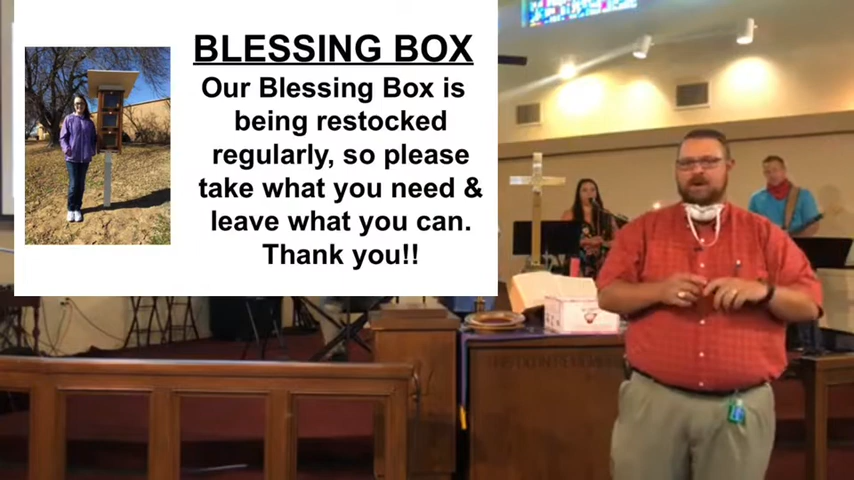 BLESSING BOX
Our Blessing Box is
being restocked
regularly, so please
take what you need &
leave what you can.
Thank you!!